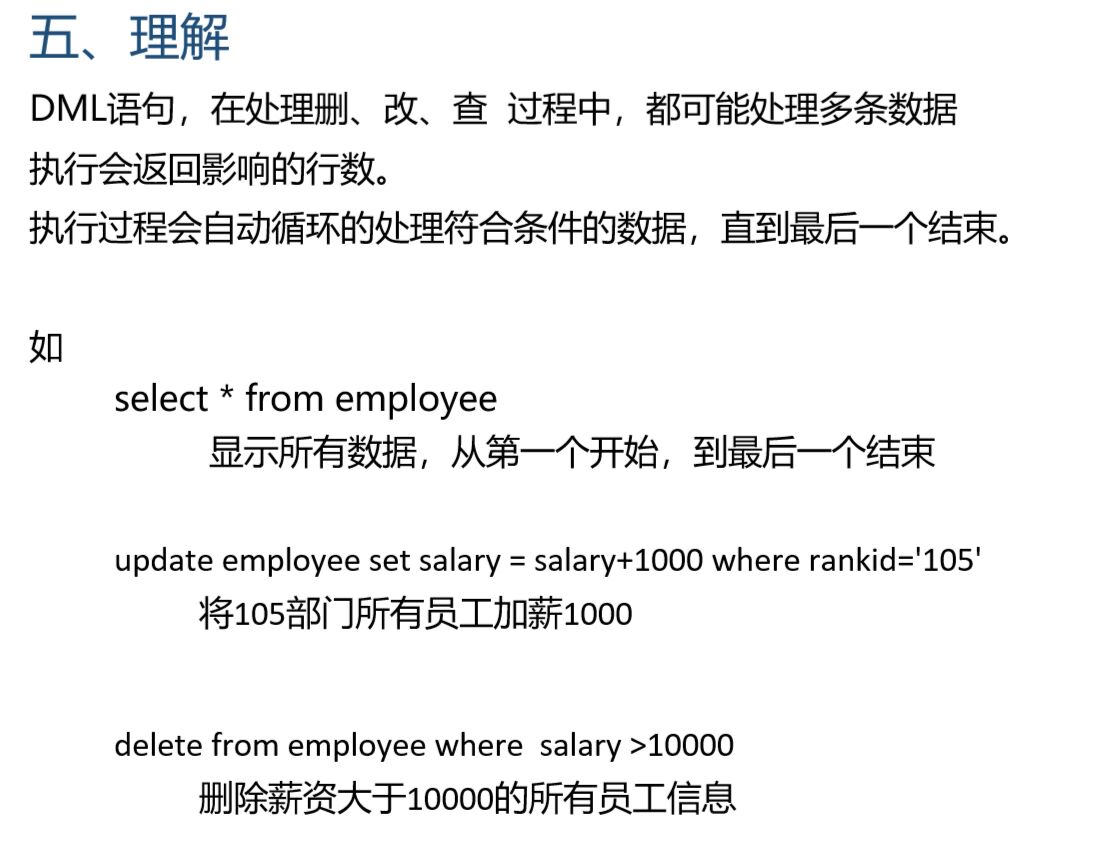 五、理解
DML语句，在处理删、改、查 过程中，都可能处理多条数据
执行会返回影响的行数。
执行过程会自动循环的处理符合条件的数据，直到最后一个结束。
如
select * from employee
显示所有数据，从第一个开始，到最后一个结束
update employee set salary = salary+1000 where rankid='105'
将105部门所有员工加薪1000
delete from employee where  salary >10000
删除薪资大于10000的所有员工信息